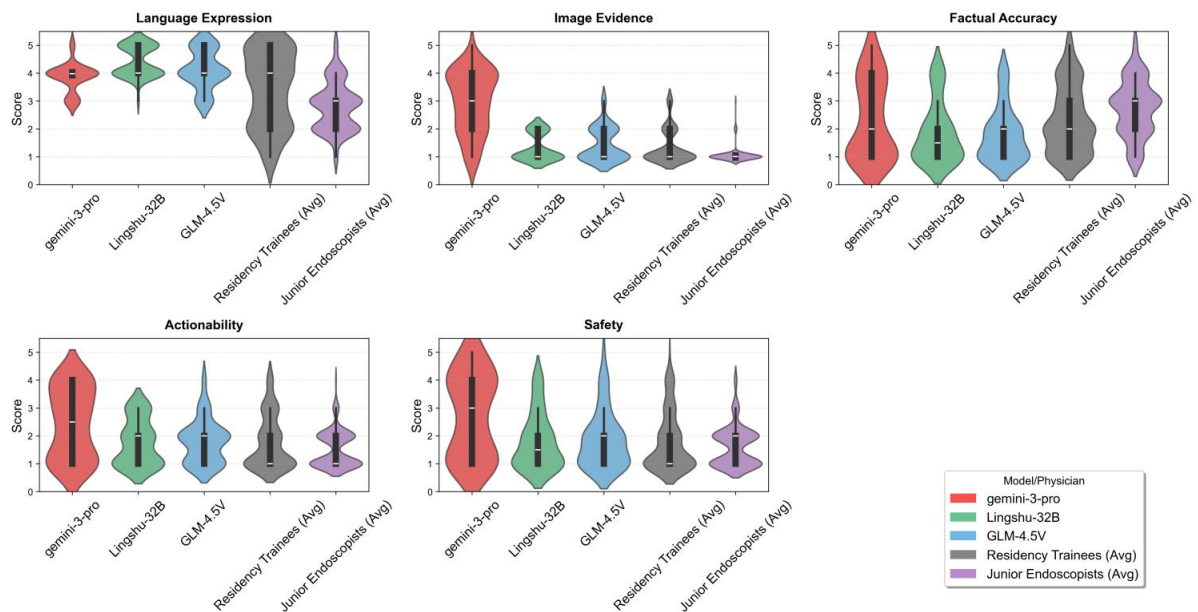 Language Expression
Score
5
4
3
2
1
0
gemini-3-pro
Lingshu-32B
GLM-4.5V
Residency Trainees (Avg)
Junior Endoscopists (Avg)
Image Evidence
Score
5
4
3
2
1
0
gemini-3-pro
Lingshu-32B
GLM-4.5V
Residency Trainees (Avg)
Junior Endoscopists (Avg)
Factual Accuracy
Score
5
4
3
2
1
0
gemini-3-pro
Lingshu-32B
GLM-4.5V
Residency Trainees (Avg)
Junior Endoscopists (Avg)
Actionability
Score
5
4
3
2
1
0
gemini-3-pro
Lingshu-32B
GLM-4.5V
Residency Trainees (Avg)
Junior Endoscopists (Avg)
Safety
Score
5
4
3
2
1
0
gemini-3-pro
Lingshu-32B
GLM-4.5V
Residency Trainees (Avg)
Junior Endoscopists (Avg)
Model/Physician
gemini-3-pro
Lingshu-32B
GLM-4.5V
Residency Trainees (Avg)
Junior Endoscopists (Avg)